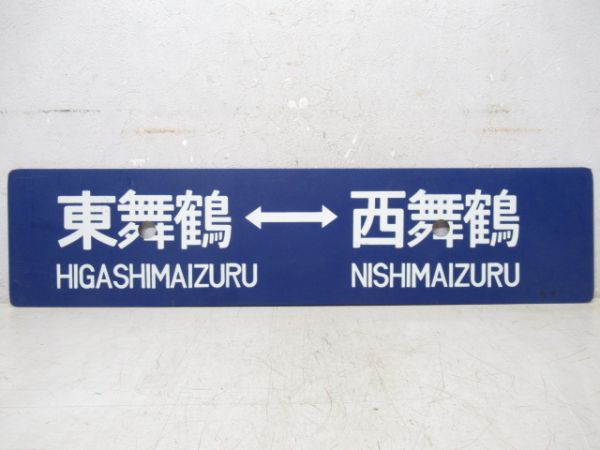 東舞鶴 ↔ 西舞鶴
HIGASHIMAIZURU NISHIMAIZURU